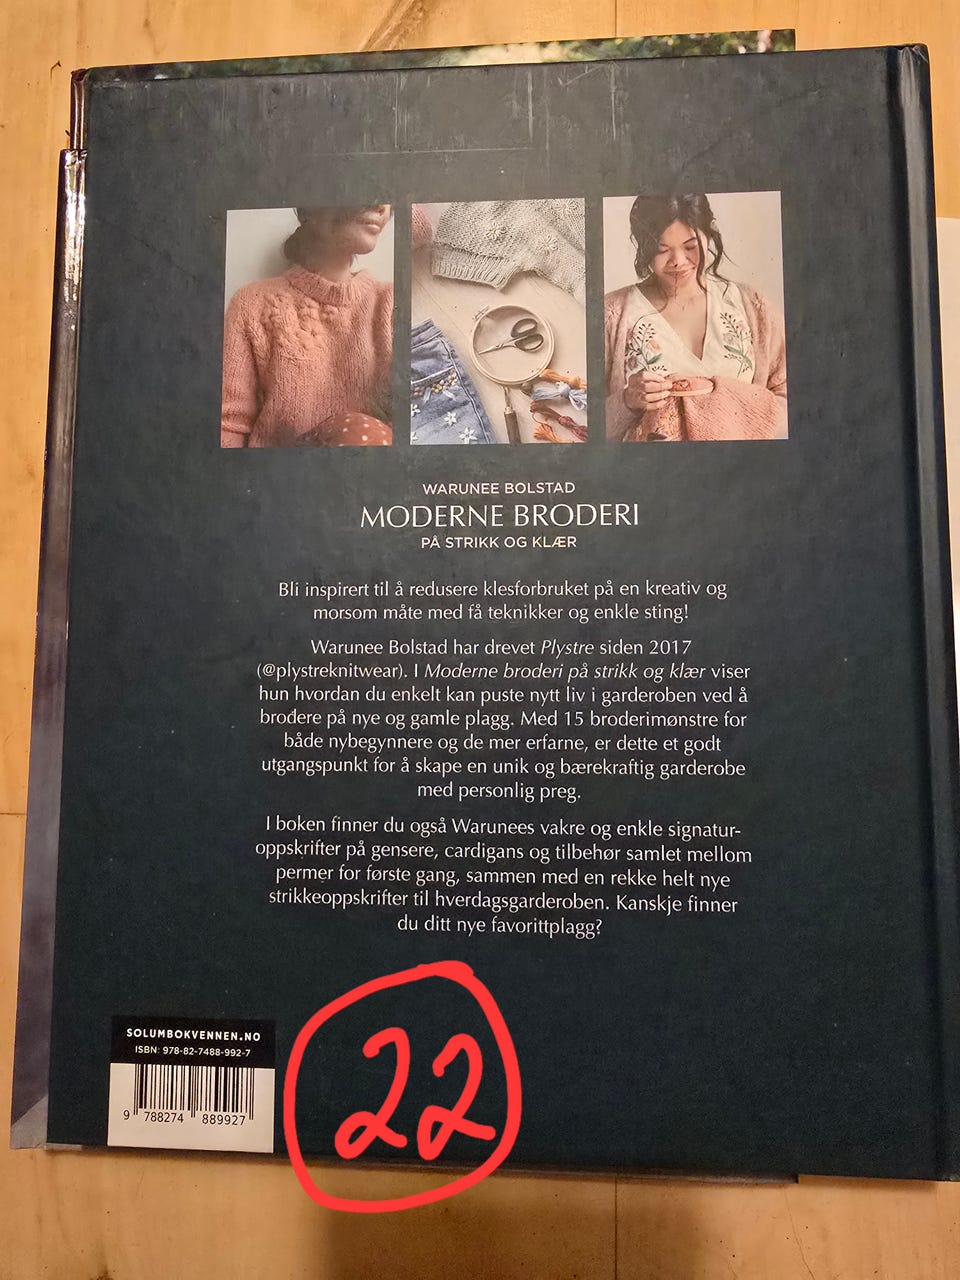 WARUNEE BOLSTAD
MODERNE BRODERI
PÅ STRIKK OG KLÆR
Bli inspirert til å redusere klesforbruket på en kreativ og
morsom måte med få teknikker og enkle sting!
Warunee Bolstad har drevet Plystre siden 2017
(@plystreknitwear). I Moderne broderi på strikk og klær viser
hun hvordan du enkelt kan puste nytt liv i garderoben ved å
brodere på nye og gamle plagg. Med 15 broderimønstre for
både nybegynnere og de mer erfarne, er dette et godt
utgangspunkt for å skape en unik og bærekraftig garderobe
med personlig preg.
I boken finner du også Warunees vakre og enkle signatur-
oppskrifter på gensere, cardigans og tilbehør samlet mellom
permer for første gang, sammen med en rekke helt nye
strikkeoppskrifter til hverdagsgarderoben. Kanskje finner
du ditt nye favorittplagg?
SOLUMBOKVENNEN.NO
ISBN: 978-82-7488-992-7
9 788274 889927
22